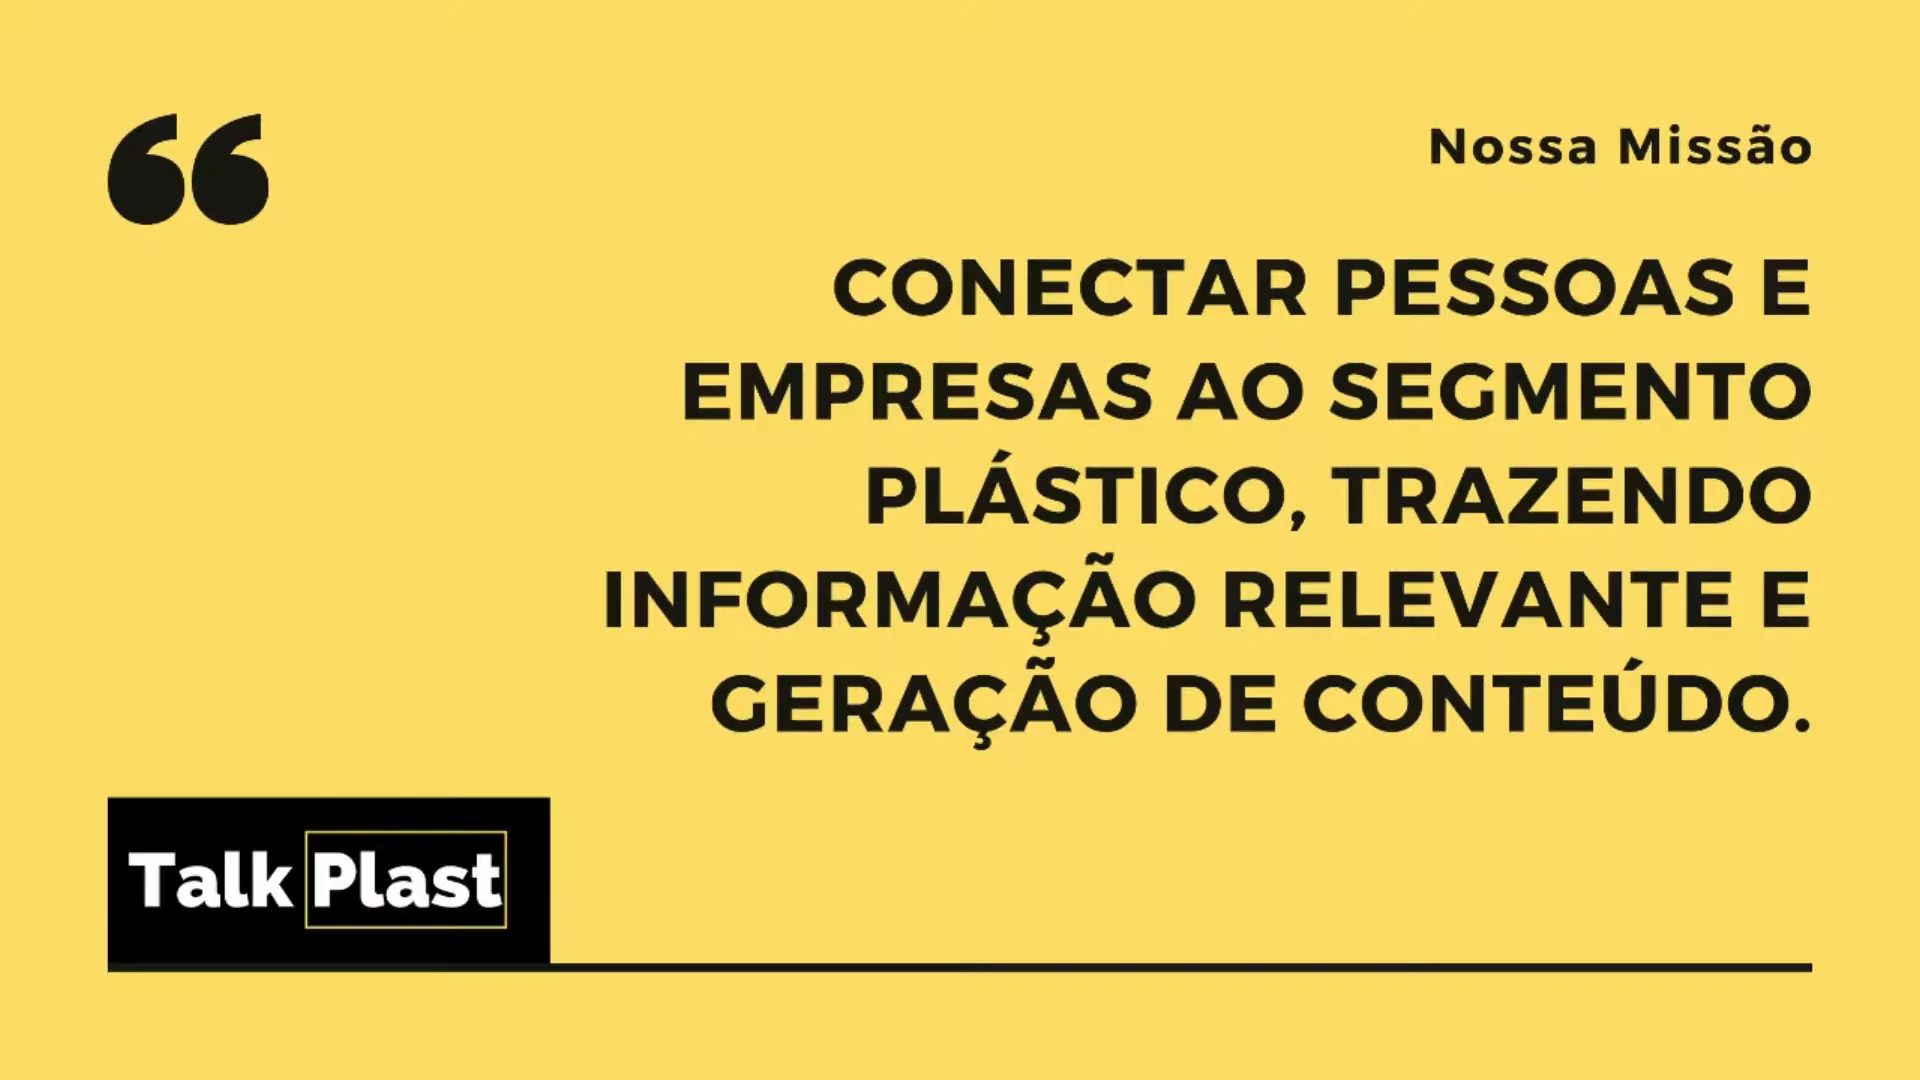 Nossa Missão
CONECTAR PESSOAS E
EMPRESAS AO SEGMENTO
PLÁSTICO, TRAZENDO
INFORMAÇÃO RELEVANTE E
GERAÇÃO DE CONTEÚDO.
Talk Plast